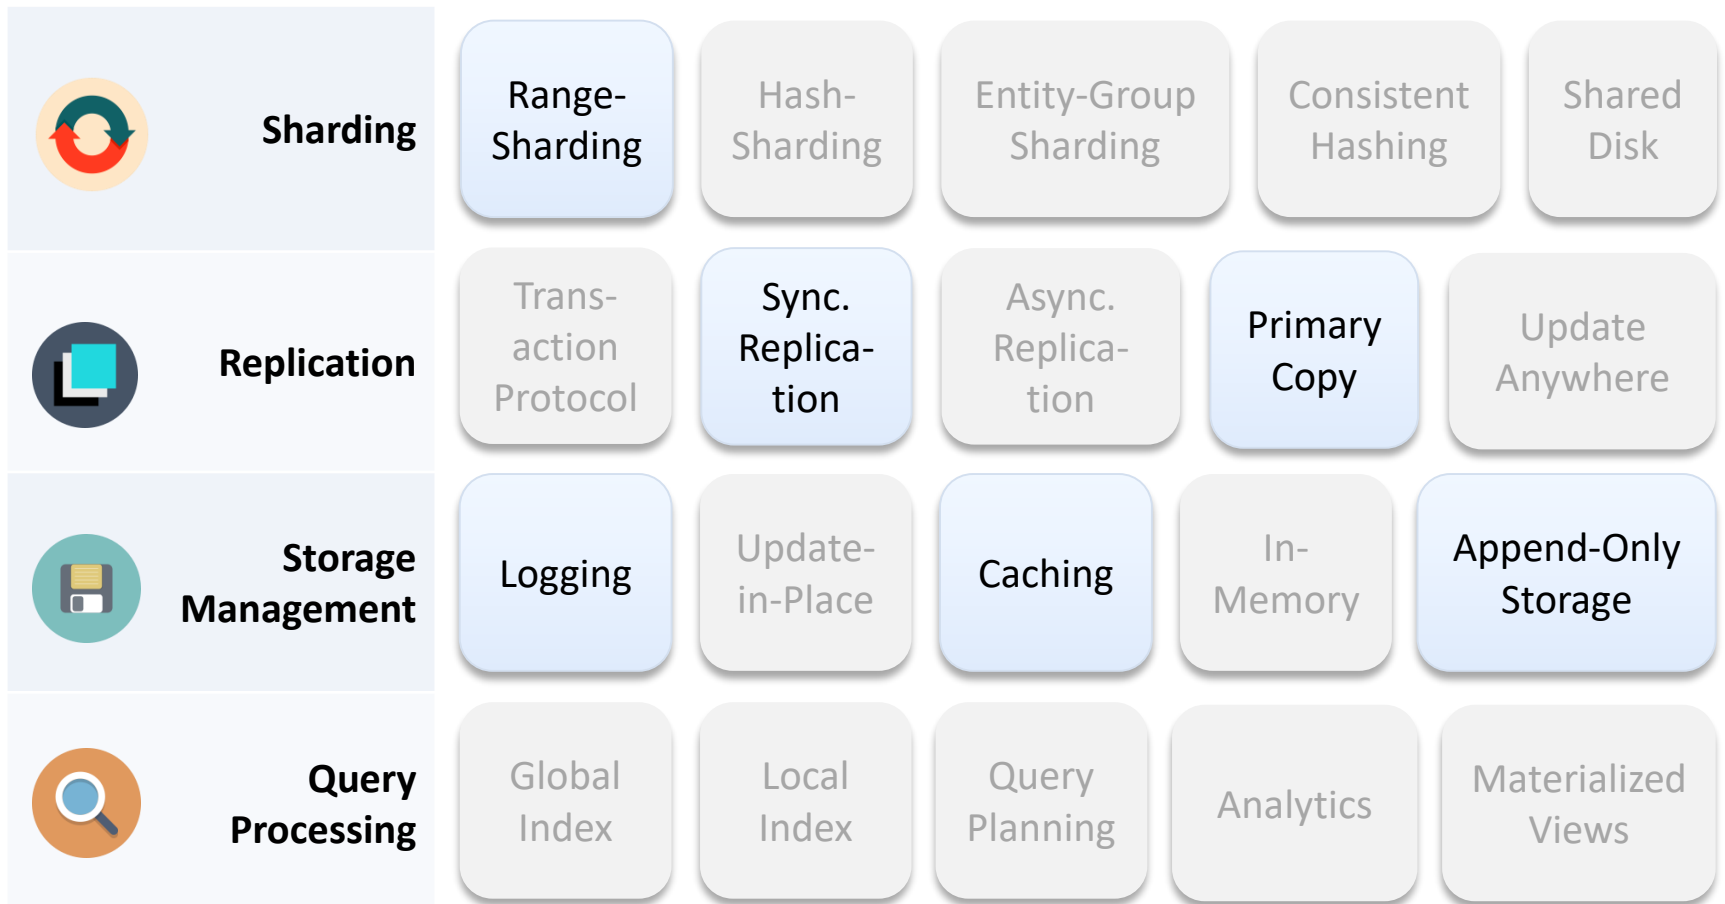 Sharding
Range-
Sharding
Hash-
Sharding
Entity-Group
Sharding
Consistent
Hashing
Shared
Disk
Replication
Trans-
action
Protocol
Sync.
Replica-
tion
Async.
Replica-
tion
Primary
Copy
Update
Anywhere
Storage
Management
Logging
Update-
in-Place
Caching
In-
Memory
Append-Only
Storage
Query
Processing
Global
Index
Local
Index
Query
Planning
Analytics
Materialized
Views